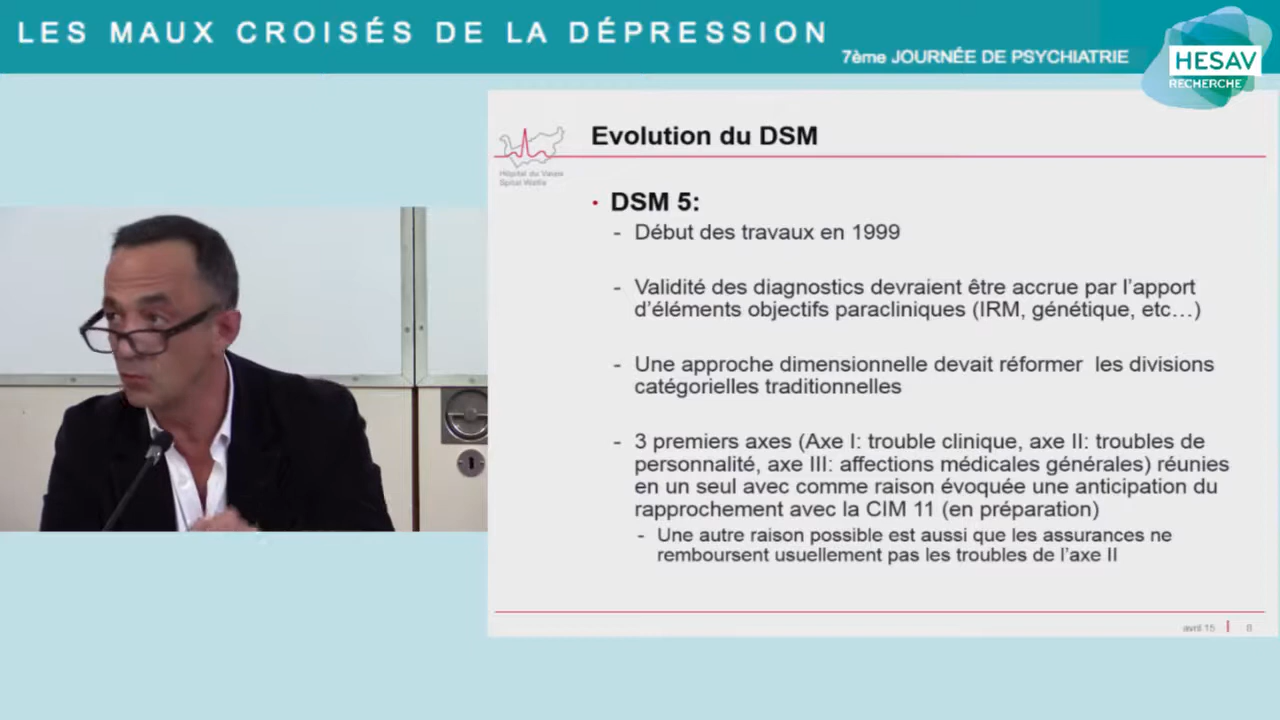 LES MAUX CROISÉS DE LA DÉPRESSION
7ème JOURNÉE DE PSYCHIATRIE
HESAV
RECHERCHE
Hôpital du Valais
Spital Wallis
Evolution du DSM
• DSM 5:
- Début des travaux en 1999
- Validité des diagnostics devraient être accrue par l’apport
d’éléments objectifs paracliniques (IRM, génétique, etc…)
- Une approche dimensionnelle devait réformer les divisions
catégorielles traditionnelles
- 3 premiers axes (Axe I: trouble clinique, axe II: troubles de
personnalité, axe III: affections médicales générales) réunies
en un seul avec comme raison évoquée une anticipation du
rapprochement avec la CIM 11 (en préparation)
- Une autre raison possible est aussi que les assurances ne
remboursent usuellement pas les troubles de l’axe II
avril 15 | 8